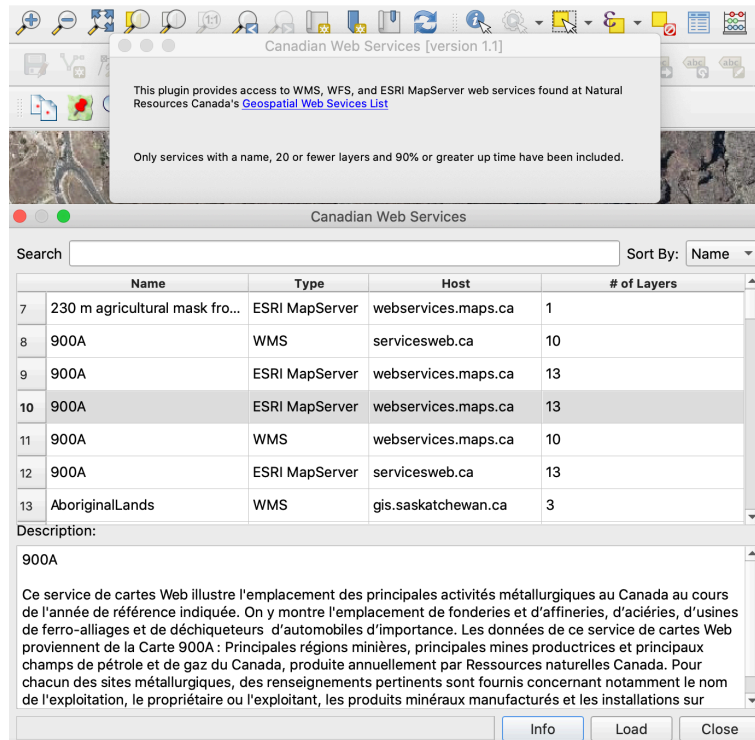 1:1
abc
abc
Canadian Web Services [version 1.1]
This plugin provides access to WMS, WFS, and ESRI MapServer web services found at Natural
Resources Canada's Geospatial Web Sevices List
Only services with a name, 20 or fewer layers and 90% or greater up time have been included.
Canadian Web Services
Search Sort By: Name
Name Type Host # of Layers
7 230 m agricultural mask fro... ESRI MapServer webservices.maps.ca 1
8 900A WMS servicesweb.ca 10
9 900A ESRI MapServer webservices.maps.ca 13
10 900A ESRI MapServer webservices.maps.ca 13
11 900A WMS webservices.maps.ca 10
12 900A ESRI MapServer servicesweb.ca 13
13 AboriginalLands WMS gis.saskatchewan.ca 3
Description:
900A
Ce service de cartes Web illustre l'emplacement des principales activités métallurgiques au Canada au cours
de l'année de référence indiquée. On y montre l'emplacement de fonderies et d’affineries, d’aciéries, d’usines
de ferro-alliages et de déchiqueteurs d’automobiles d’importance. Les données de ce service de cartes Web
proviennent de la Carte 900A : Principales régions minières, principales mines productrices et principaux
champs de pétrole et de gaz du Canada, produite annuellement par Ressources naturelles Canada. Pour
chacun des sites métallurgiques, des renseignements pertinents sont fournis concernant notamment le nom
de l'exploitation, le propriétaire ou l'exploitant, les produits minéraux manufacturés et les installations sur
Info Load Close